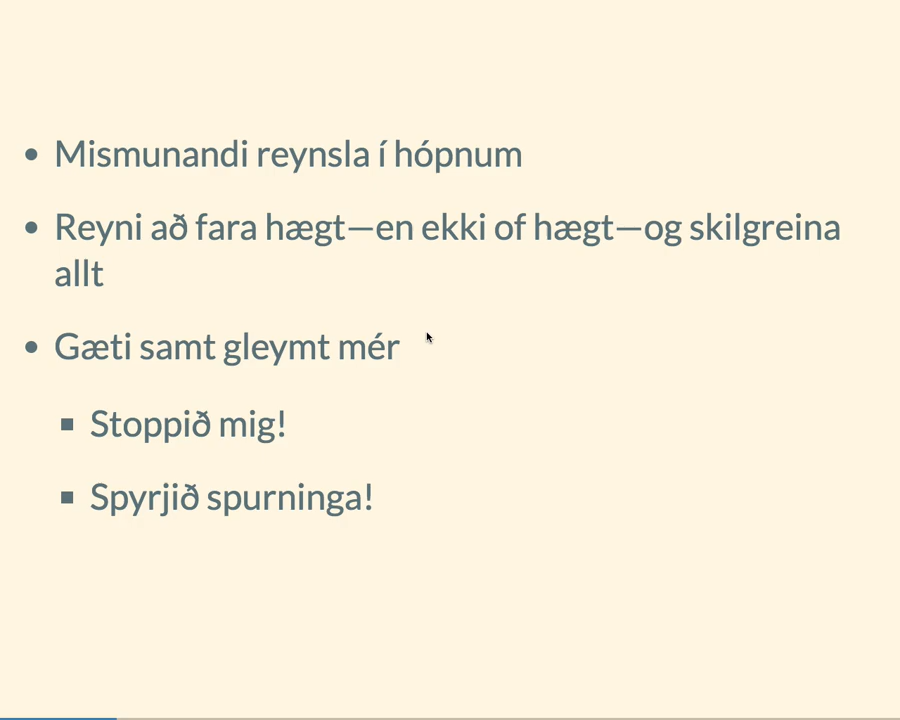 Mismunandi reynsla í hópnum
Reyni að fara hægt—en ekki of hægt—og skilgreina
allt
Gæti samt gleymt mér
Stoppið mig!
Spyrjið spurninga!